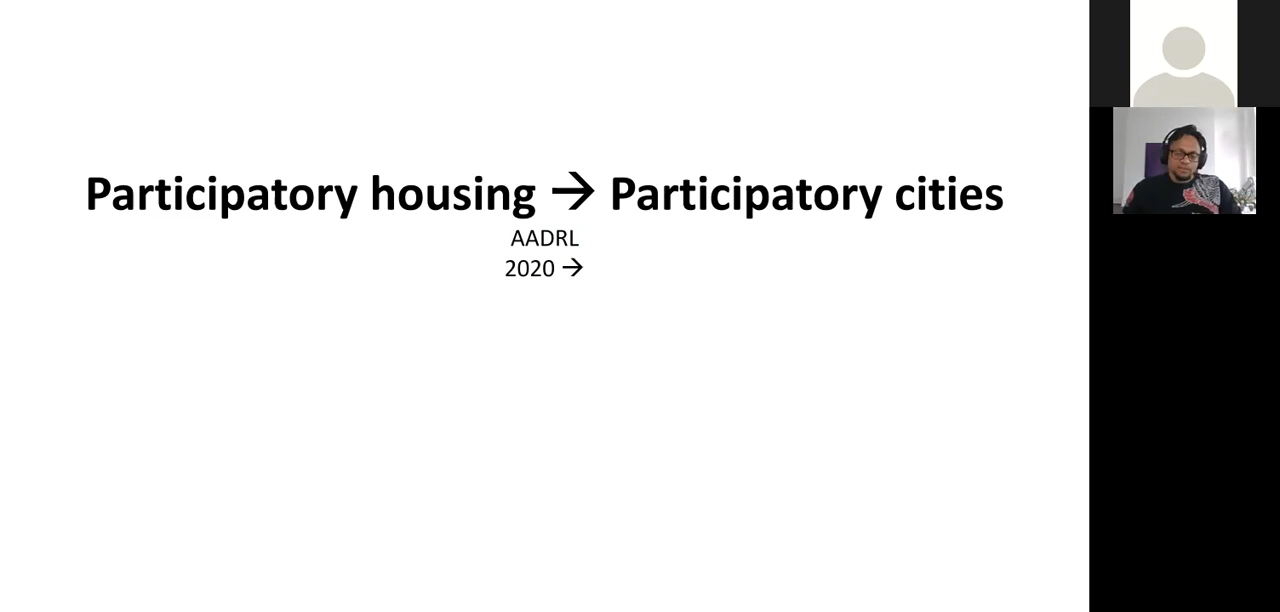 Participatory housing → Participatory cities
AADRL
2020 →